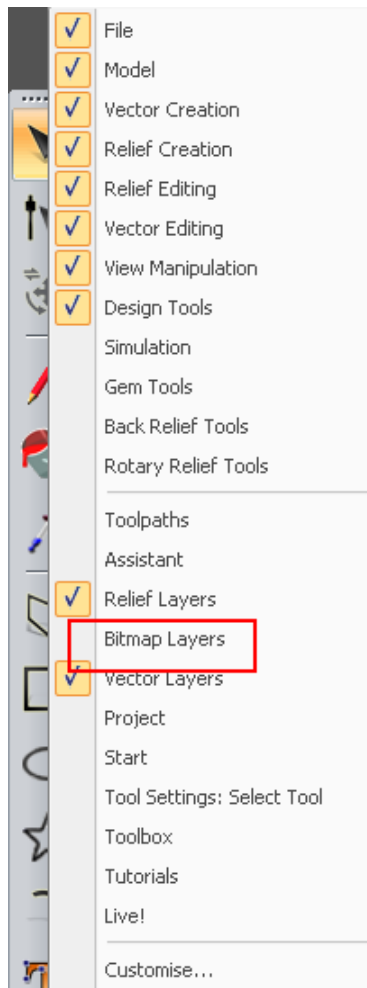 File
Model
Vector Creation
Relief Creation
Relief Editing
Vector Editing
View Manipulation
Design Tools
Simulation
Gem Tools
Back Relief Tools
Rotary Relief Tools
Toolpaths
Assistant
Relief Layers
Bitmap Layers
Vector Layers
Project
Start
Tool Settings: Select Tool
Toolbox
Tutorials
Live!
Customise...